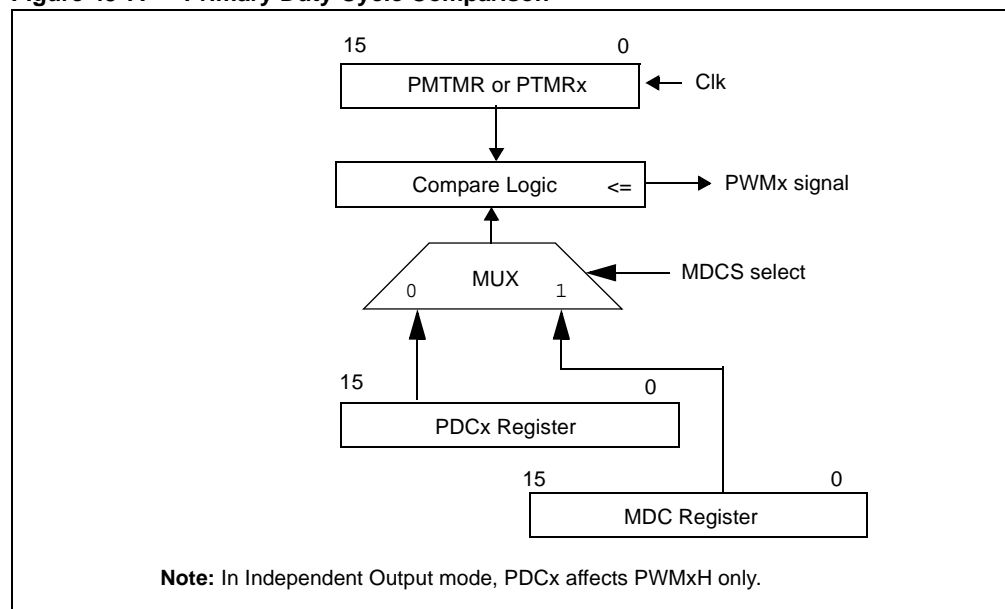 15 0
PMTMR or PTMRx
Clk
Compare Logic <=
PWMx signal
MUX
MDCS select
0 1
15 0
PDCx Register
15 0
MDC Register
Note: In Independent Output mode, PDCx affects PWMxH only.